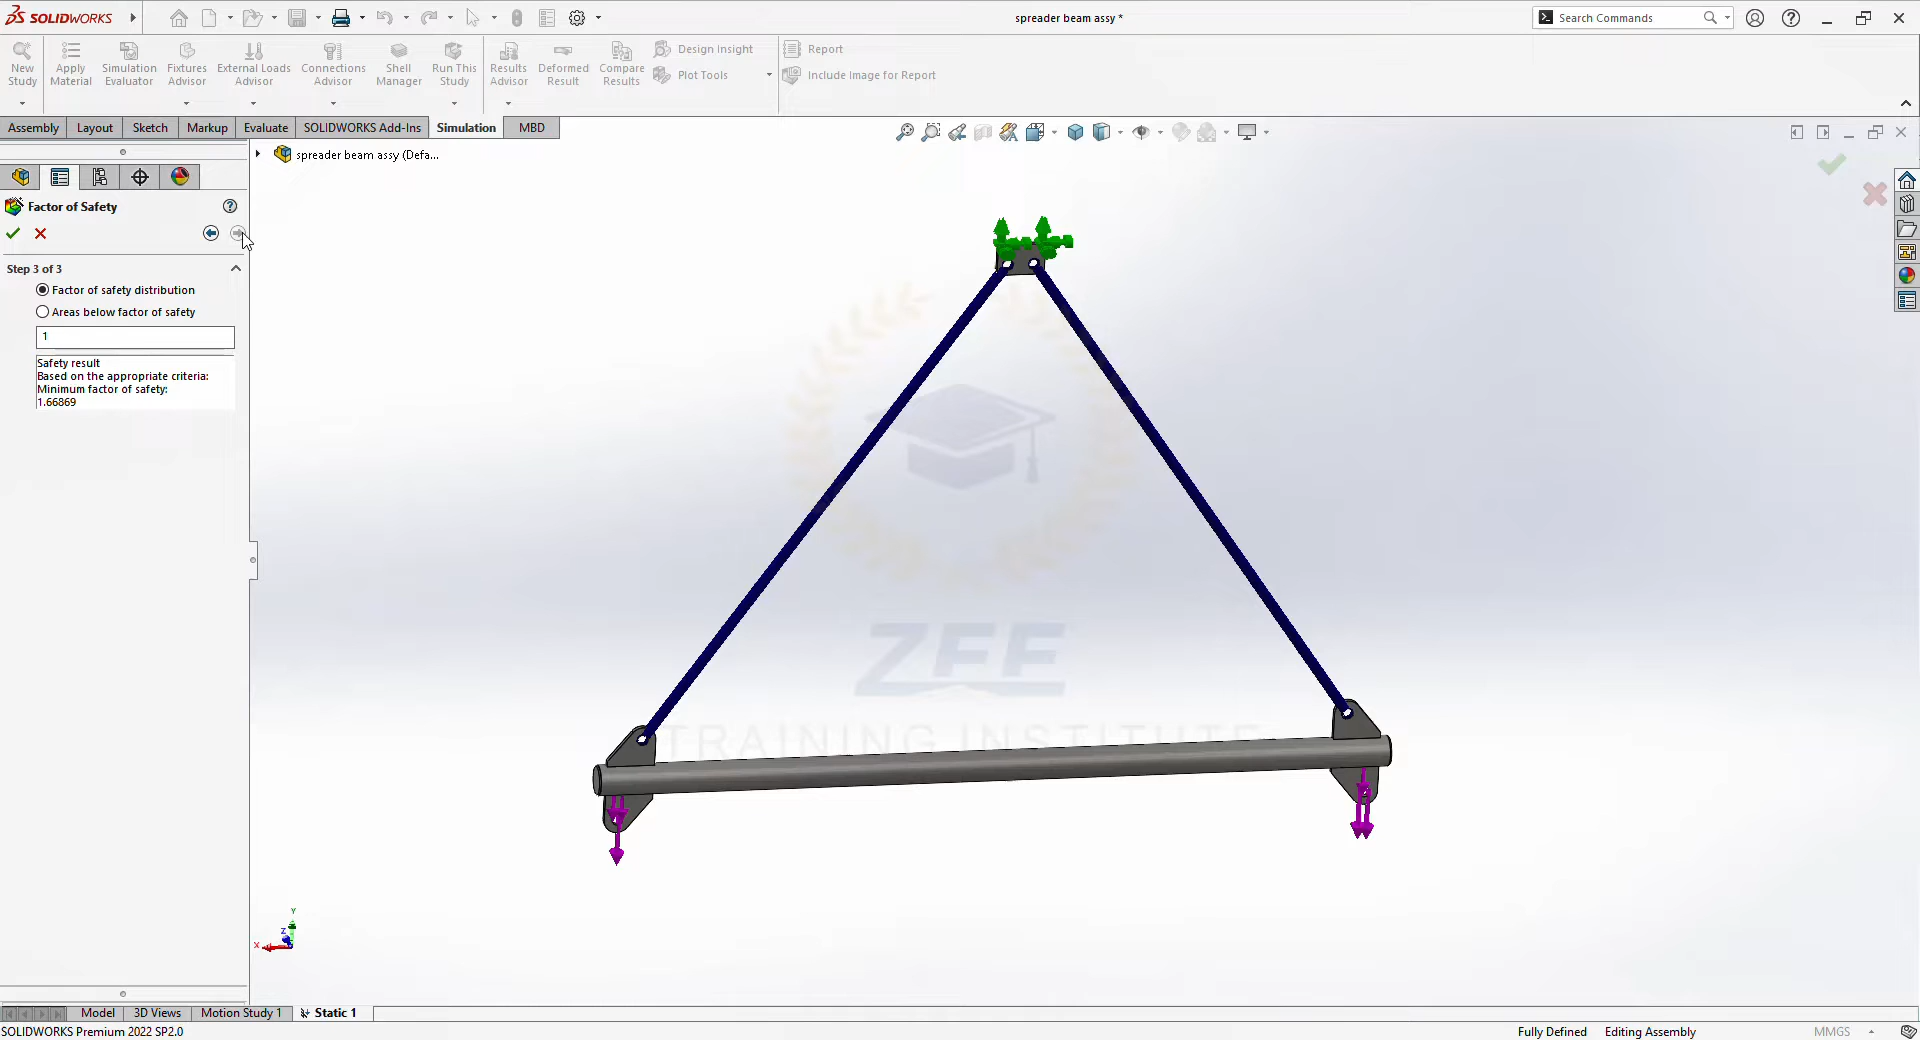 SOLIDWORKS
spreader beam assy *
Search Commands
New Study
Apply Material
Simulation Evaluator
Fixtures Advisor
External Loads Advisor
Connections Advisor
Shell Manager
Run This Study
Results Advisor
Deformed Result
Compare Results
Design Insight
Plot Tools
Report
Include Image for Report
Assembly
Layout
Sketch
Markup
Evaluate
SOLIDWORKS Add-Ins
Simulation
MBD
spreader beam assy (Defa...
Factor of Safety
Step 3 of 3
Factor of safety distribution
Areas below factor of safety
1
Safety result
Based on the appropriate criteria:
Minimum factor of safety:
1.66869
ZEE
TRAINING INSTITUTE
Y
Z
X
Model
3D Views
Motion Study 1
Static 1
SOLIDWORKS Premium 2022 SP2.0
Fully Defined
Editing Assembly
MMGS